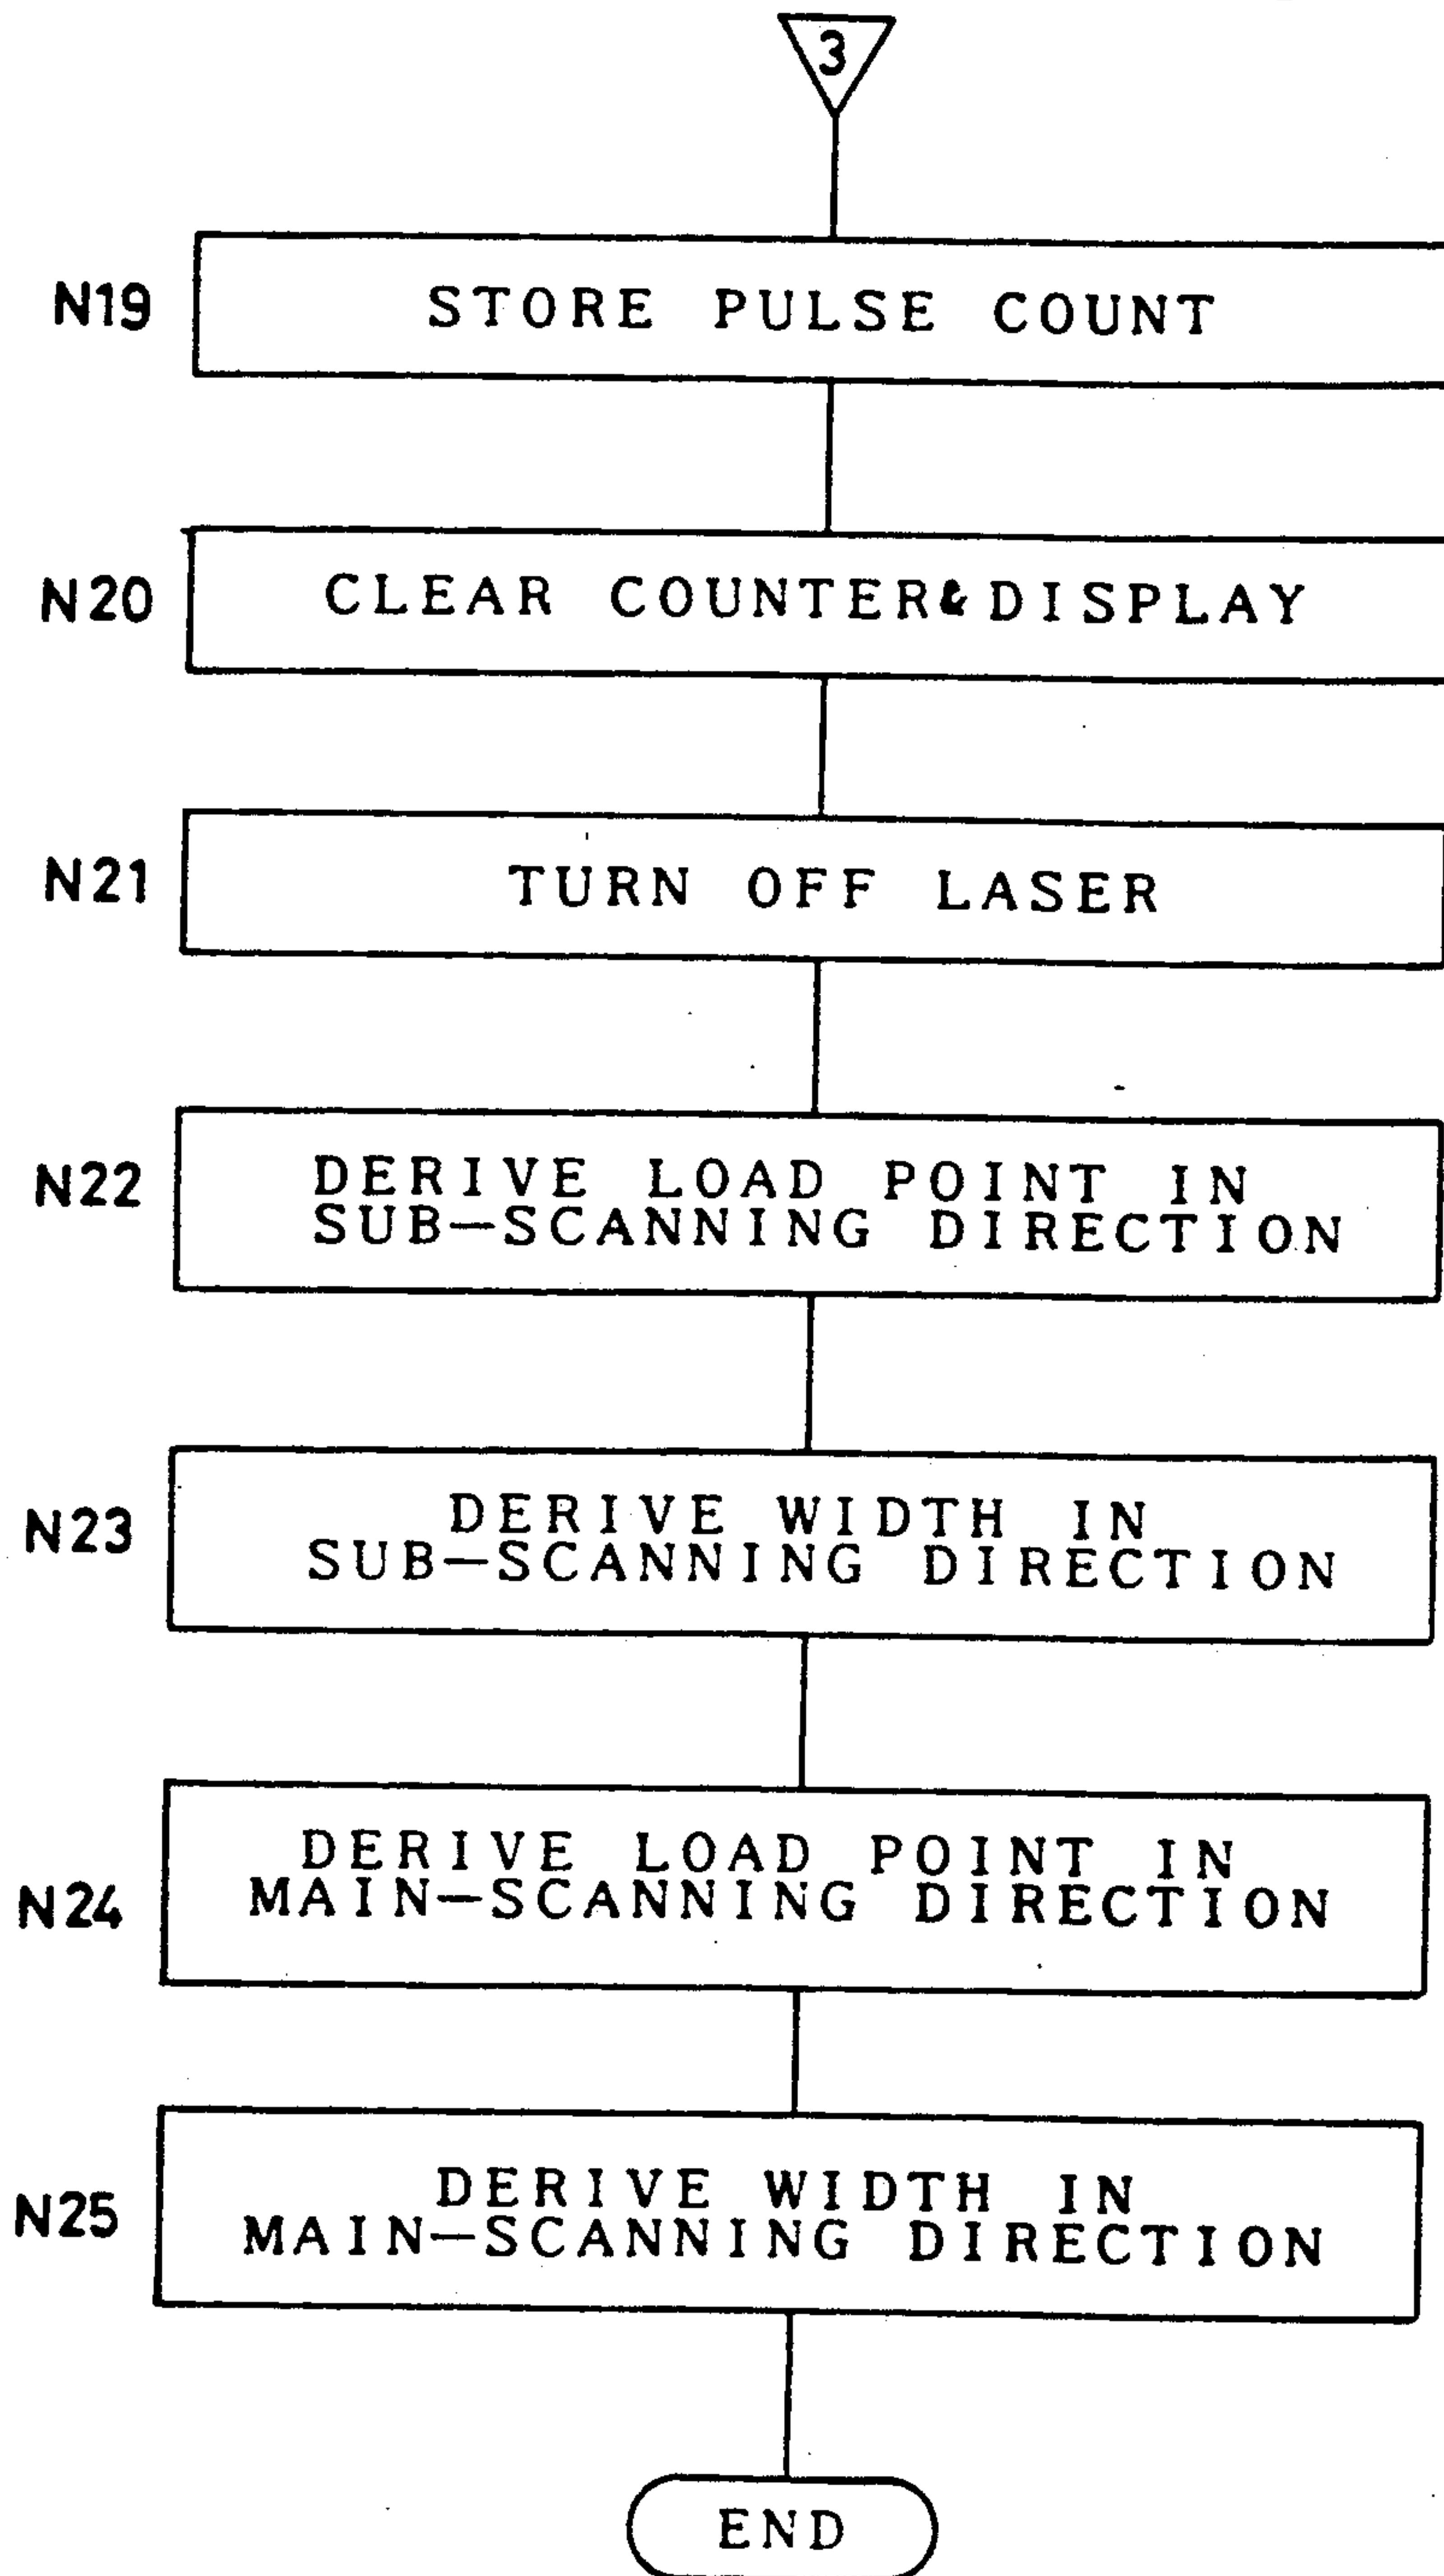 3
N19 STORE PULSE COUNT
N20 CLEAR COUNTER&DISPLAY
N21 TURN OFF LASER
N22 DERIVE LOAD POINT IN
SUB-SCANNING DIRECTION
N23 DERIVE WIDTH IN
SUB-SCANNING DIRECTION
N24 DERIVE LOAD POINT IN
MAIN-SCANNING DIRECTION
N25 DERIVE WIDTH IN
MAIN-SCANNING DIRECTION
END